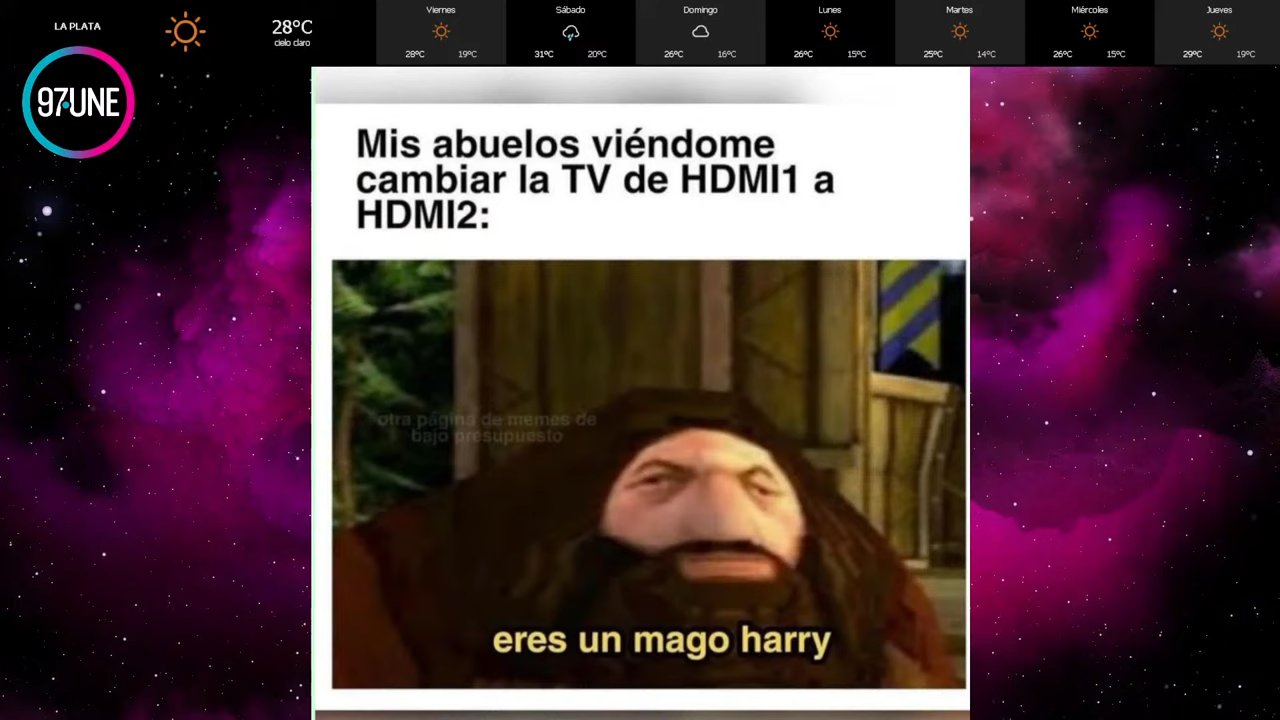 LA PLATA
28°C
cielo claro
Viernes
28°C 19°C
Sábado
31°C 20°C
Domingo
26°C 16°C
Lunes
26°C 15°C
Martes
25°C 14°C
Miércoles
26°C 15°C
Jueves
29°C 19°C
97·UNE
Mis abuelos viéndome
cambiar la TV de HDMI1 a
HDMI2:
otra página de memes de
bajo presupuesto
eres un mago harry